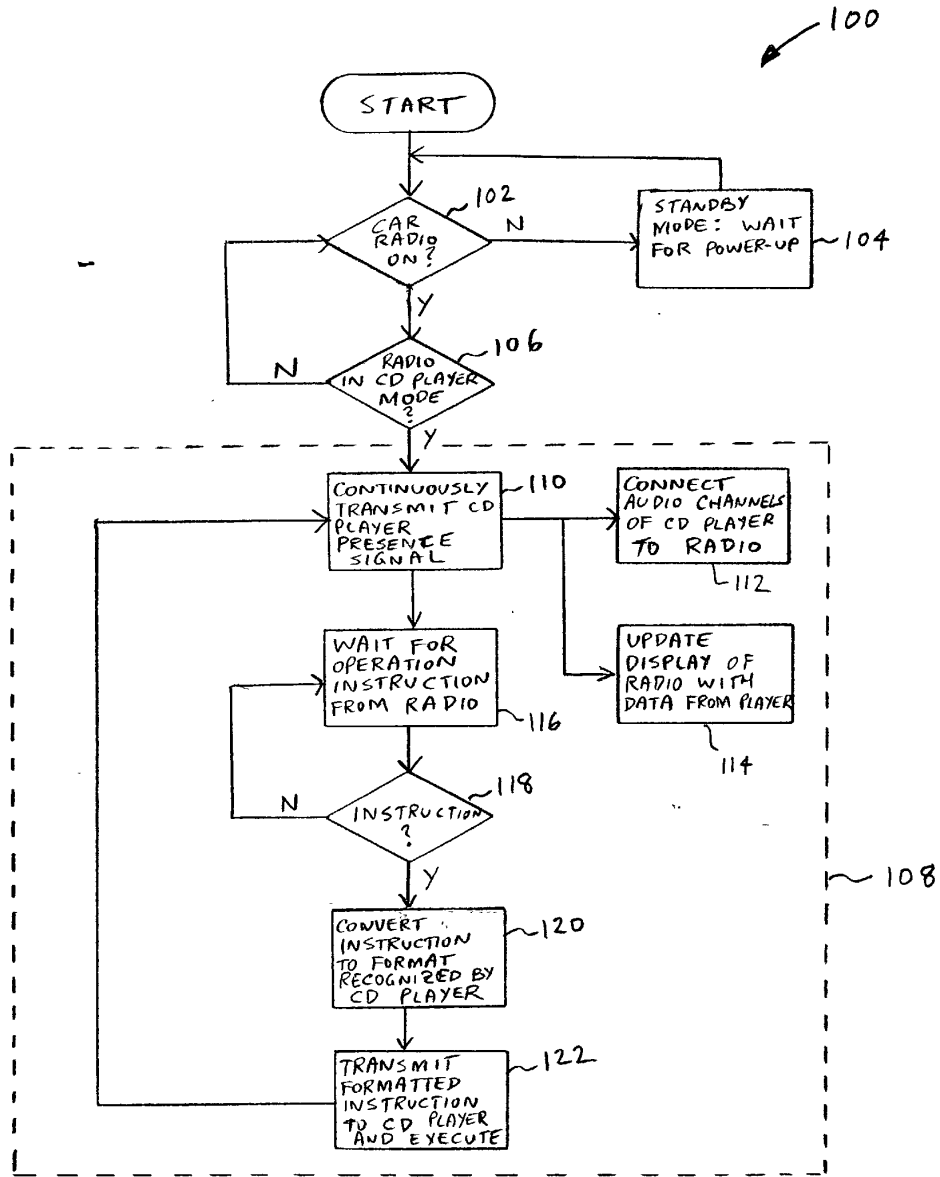 100
START
102
CAR
RADIO
ON?
N
STANDBY
MODE: WAIT
FOR POWER-UP
104
Y
106
RADIO
IN CD PLAYER
MODE
?
N
Y
110
CONTINUOUSLY
TRANSMIT CD
PLAYER
PRESENCE
SIGNAL
CONNECT
AUDIO CHANNELS
OF CD PLAYER
TO RADIO
112
WAIT FOR
OPERATION
INSTRUCTION
FROM RADIO
116
UPDATE
DISPLAY OF
RADIO WITH
DATA FROM PLAYER
114
118
INSTRUCTION
?
N
Y
108
CONVERT
INSTRUCTION
TO FORMAT
RECOGNIZED BY
CD PLAYER
120
TRANSMIT
FORMATTED
INSTRUCTION
TO CD PLAYER
AND EXECUTE
122